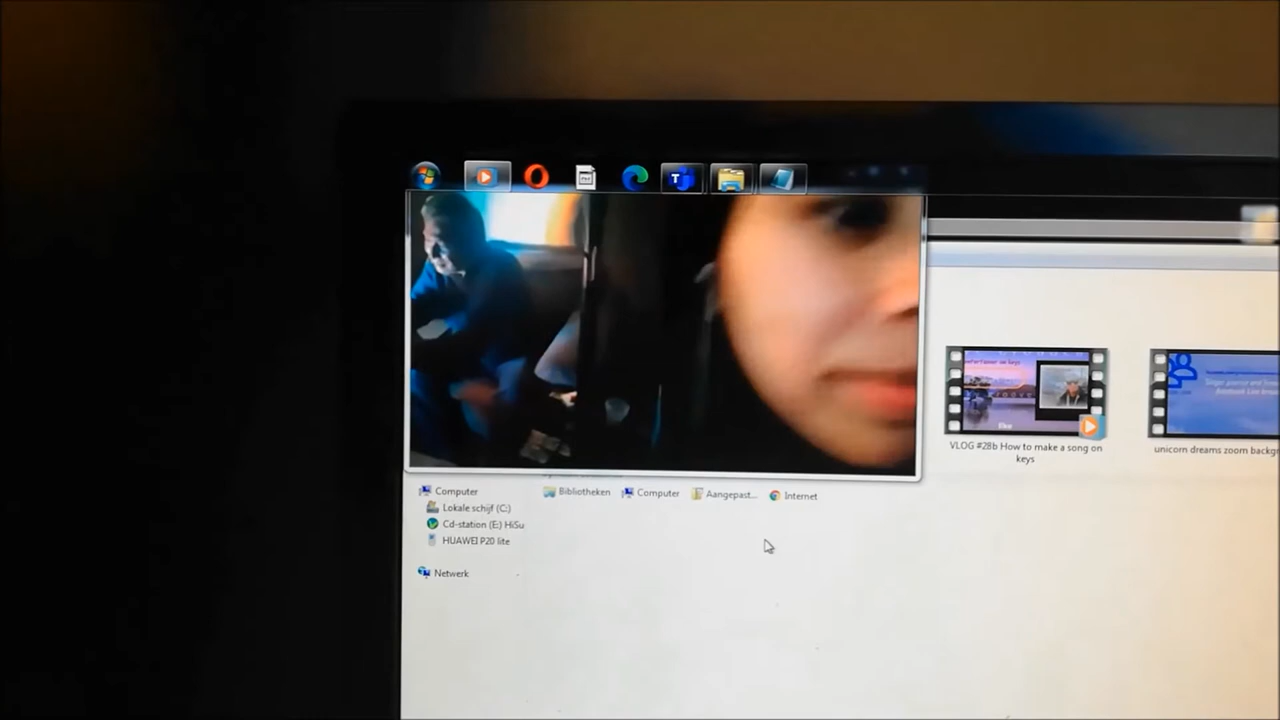 VLOG #28b How to make a song on
keys
unicorn dreams zoom backgr
Computer
Bibliotheken
Computer
Aangepast...
Internet
Lokale schijf (C:)
Cd-station (E:) HiSu
HUAWEI P20 lite
Netwerk